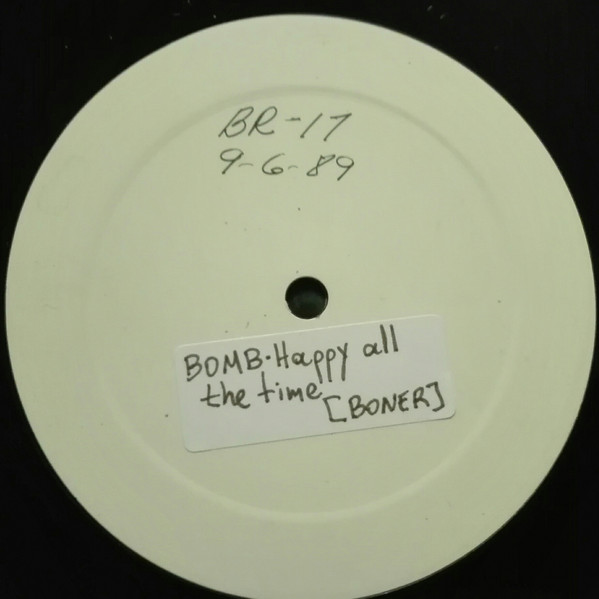 BR-17
9-6-89
BOMB·Happy all
the time
[BONER]